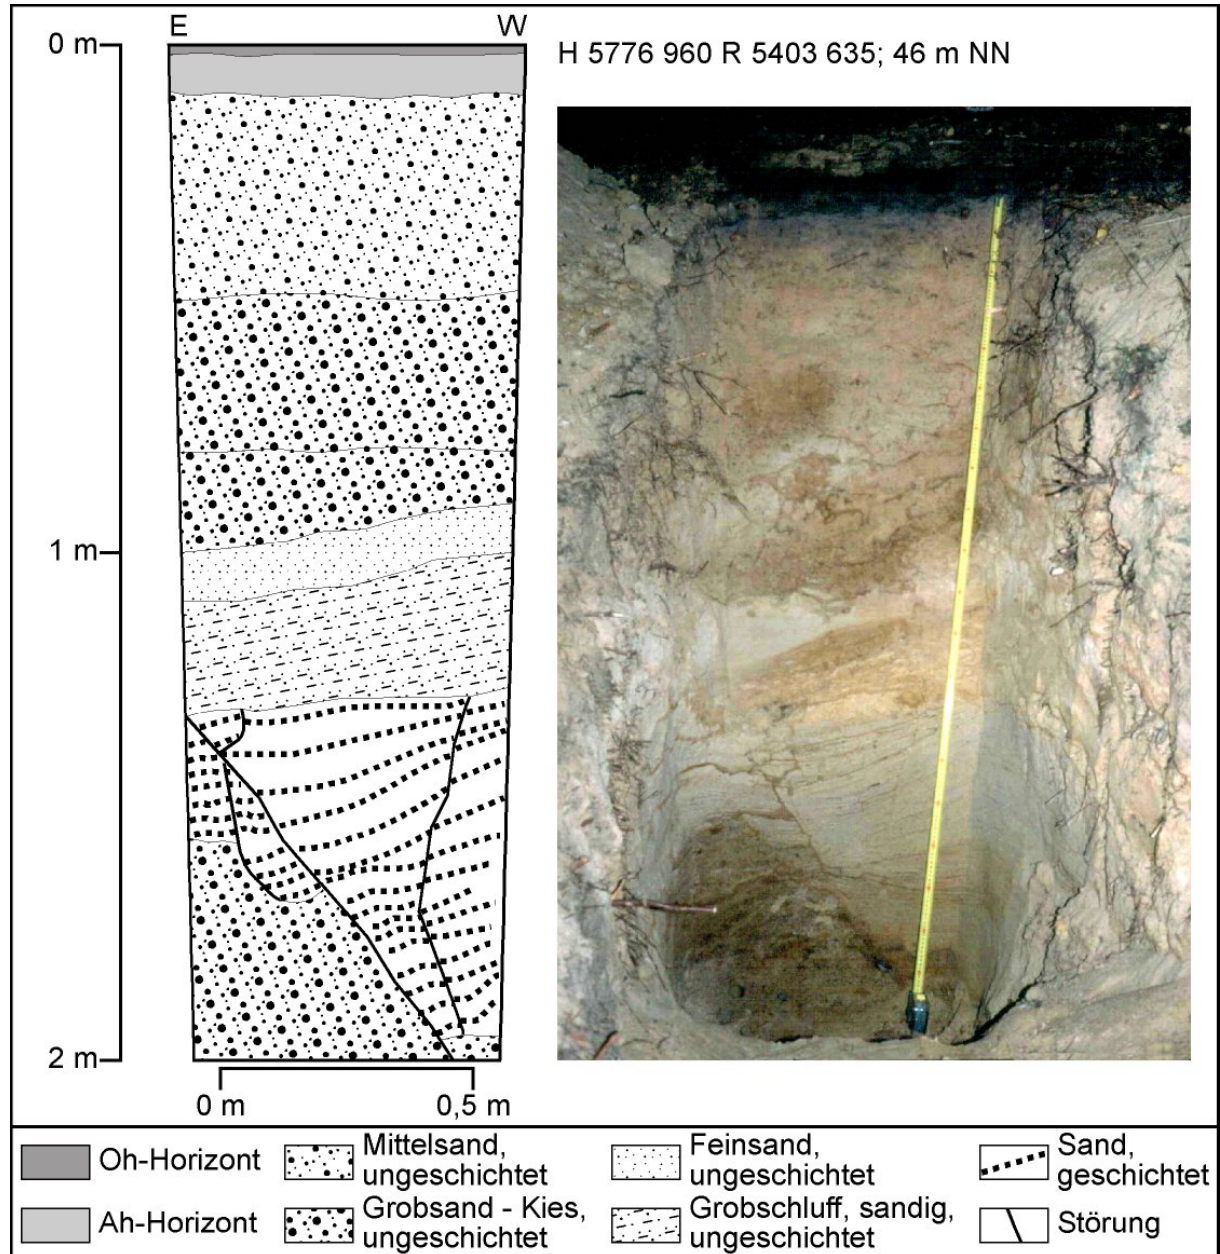 E W
H 5776 960 R 5403 635; 46 m NN
0 m
1 m
2 m
0 m 0,5 m
Oh-Horizont
Ah-Horizont
Mittelsand,
ungeschichtet
Grobsand - Kies,
ungeschichtet
Feinsand,
ungeschichtet
Grobschluff, sandig,
ungeschichtet
Sand,
geschichtet
Störung